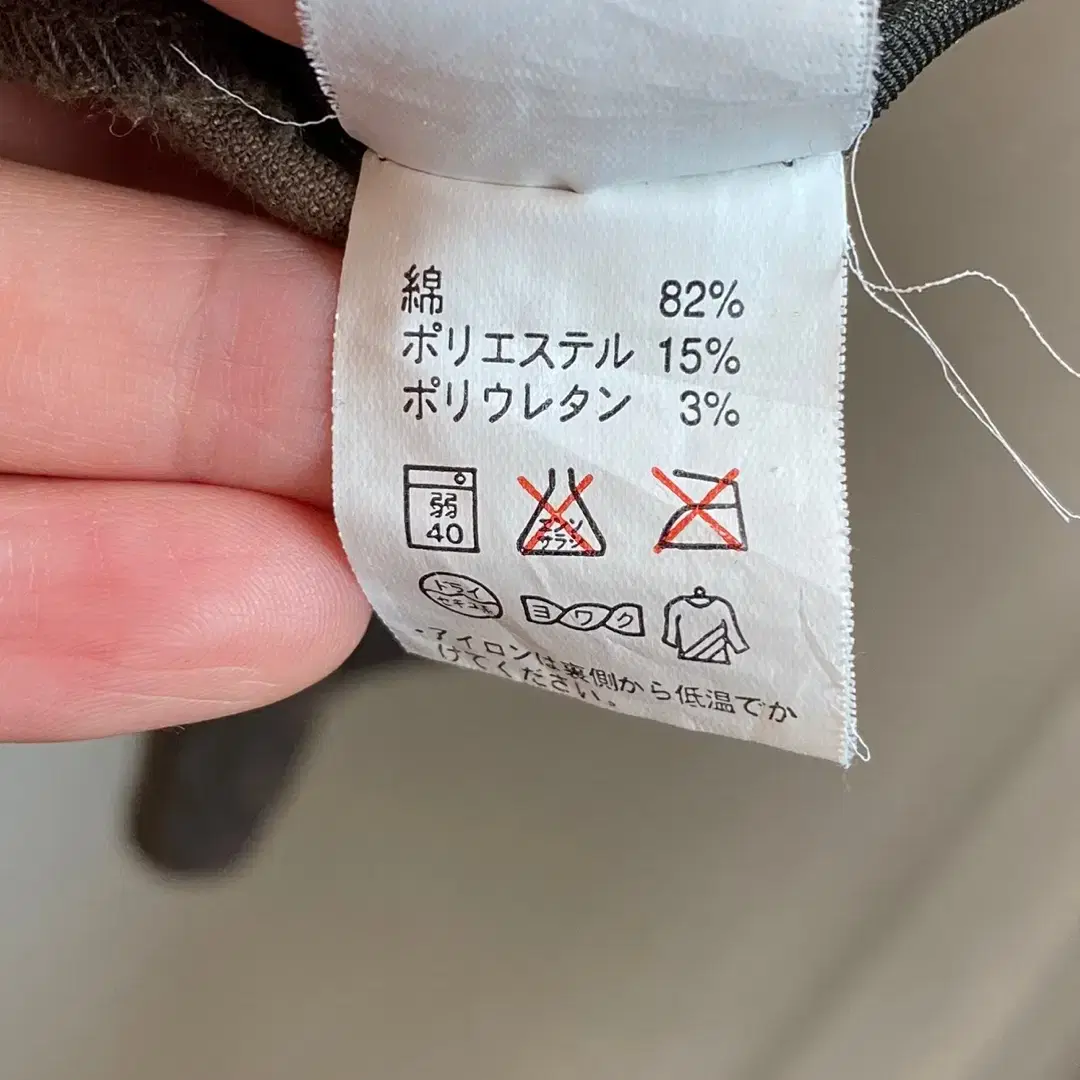 綿 82%
ポリエステル 15%
ポリウレタン 3%
弱
40
エンソ
サラシ
ドライ
セキユ系
ヨワク
・アイロンは裏側から低温でか
けてください。